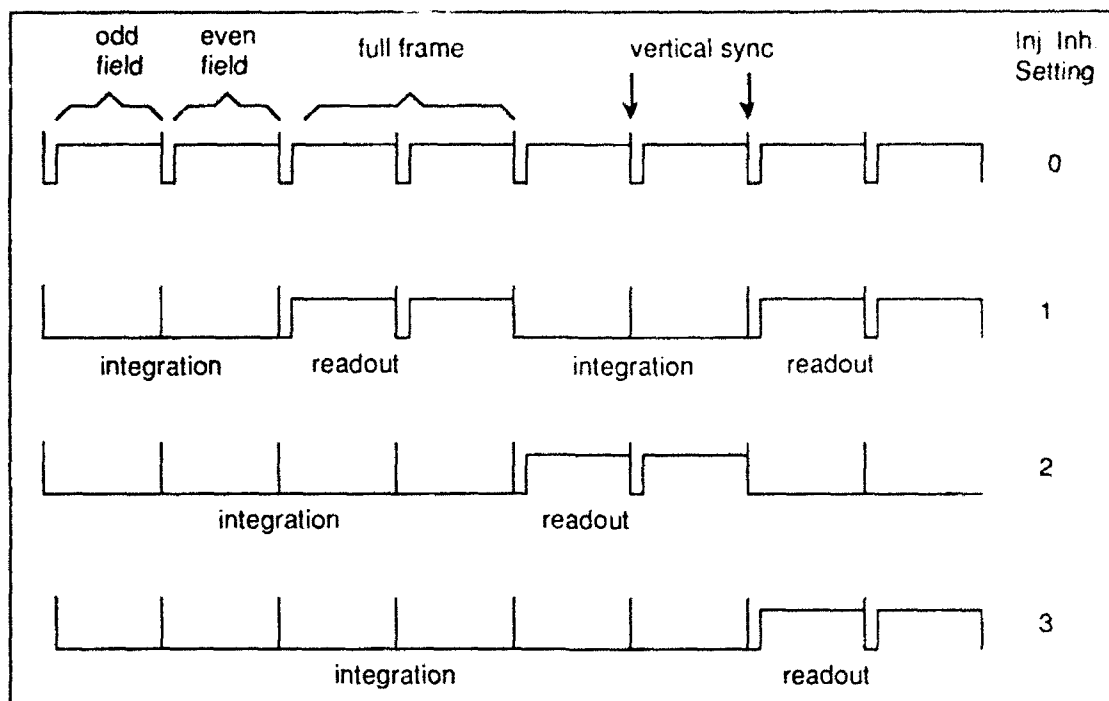 odd field
even field
full frame
vertical sync
Inj Inh. Setting
0
1
integration
readout
integration
readout
2
integration
readout
3
integration
readout